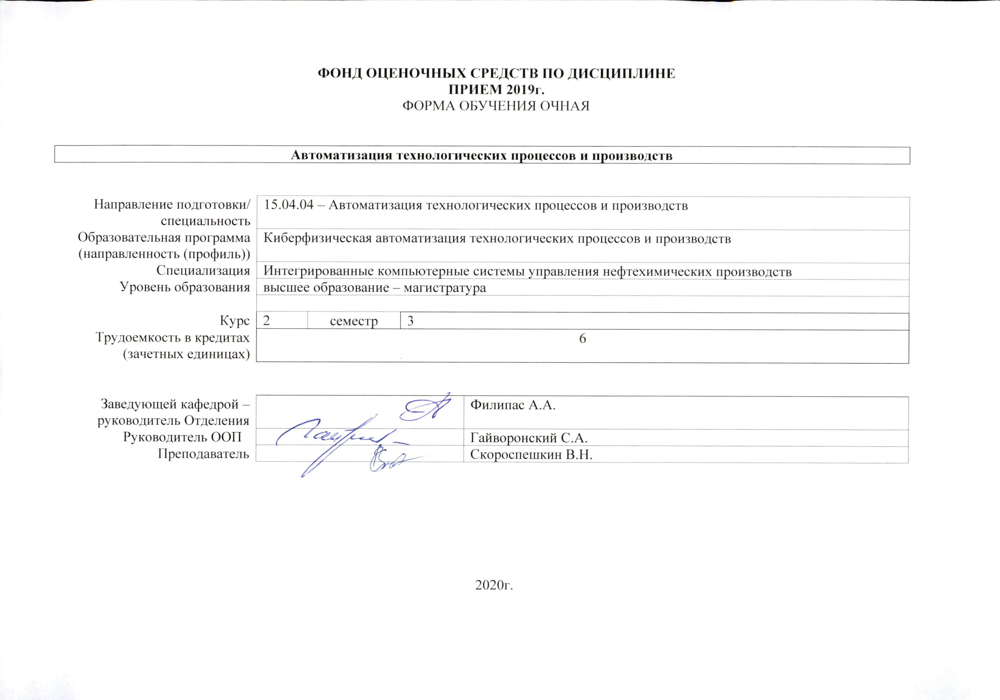 ФОНД ОЦЕНОЧНЫХ СРЕДСТВ ПО ДИСЦИПЛИНЕ
ПРИЕМ 2019г.
ФОРМА ОБУЧЕНИЯ ОЧНАЯ
Автоматизация технологических процессов и производств
Направление подготовки/ 15.04.04 – Автоматизация технологических процессов и производств
специальность
Образовательная программа Киберфизическая автоматизация технологических процессов и производств
(направленность (профиль))
Специализация Интегрированные компьютерные системы управления нефтехимических производств
Уровень образования высшее образование – магистратура
Курс 2 семестр 3
Трудоемкость в кредитах 6
(зачетных единицах)
Заведующей кафедрой – Филипас А.А.
руководитель Отделения
Руководитель ООП Гайворонский С.А.
Преподаватель Скороспешкин В.Н.
2020г.